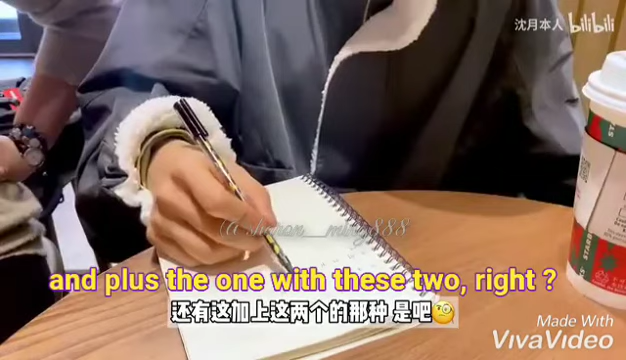 沈月本人 bilibili
and plus the one with these two, right ?
还有这加上这两个的那种 是吧🧐
Made With
VivaVideo